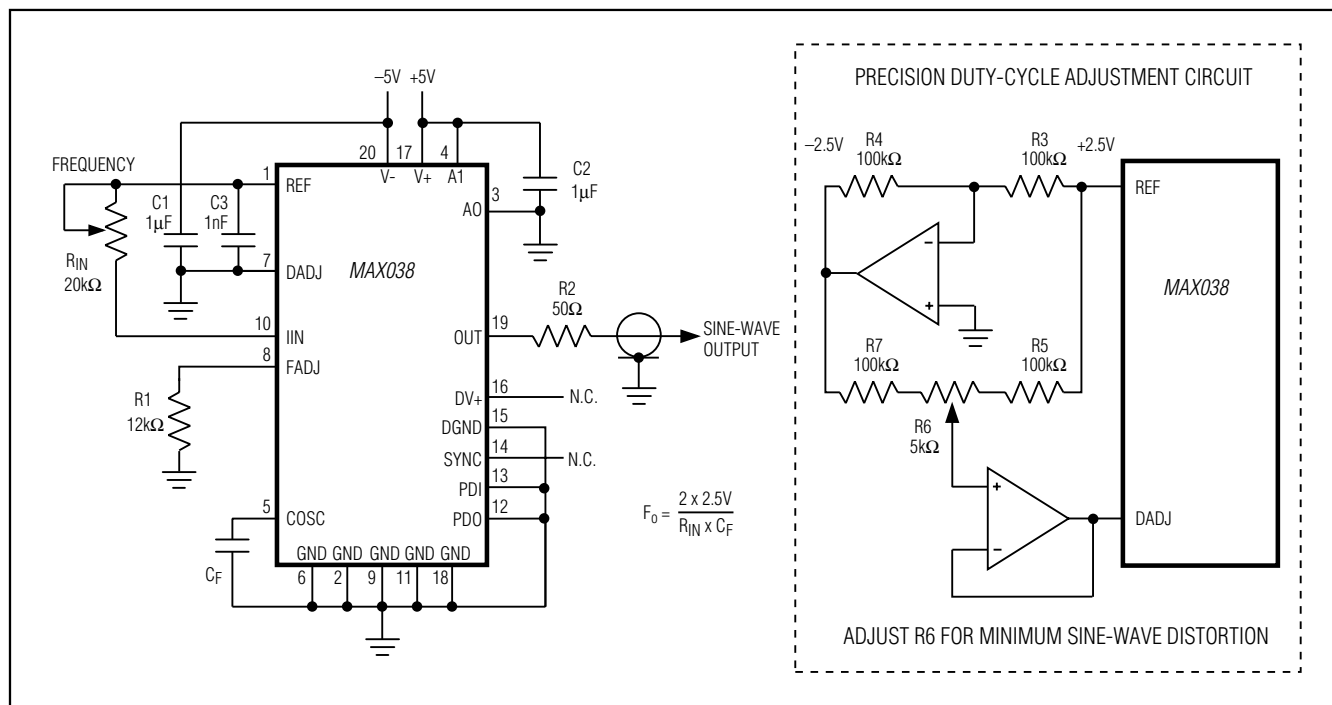 –5V +5V
20 17 4
V- V+ A1
FREQUENCY
1
REF
C1
1µF
C3
1nF
C2
1µF
3
AO
RIN
20kΩ
7
DADJ
MAX038
10
IIN
8
FADJ
R1
12kΩ
R2
50Ω
19
OUT
SINE-WAVE
OUTPUT
16
DV+
N.C.
15
DGND
14
SYNC
N.C.
13
PDI
12
PDO
5
COSC
CF
GND GND GND GND GND
6 2 9 11 18
Fo = 2 x 2.5V
RIN x CF
PRECISION DUTY-CYCLE ADJUSTMENT CIRCUIT
–2.5V
R4
100kΩ
R3
100kΩ
+2.5V
REF
–
+
MAX038
R7
100kΩ
R5
100kΩ
R6
5kΩ
+
–
DADJ
ADJUST R6 FOR MINIMUM SINE-WAVE DISTORTION